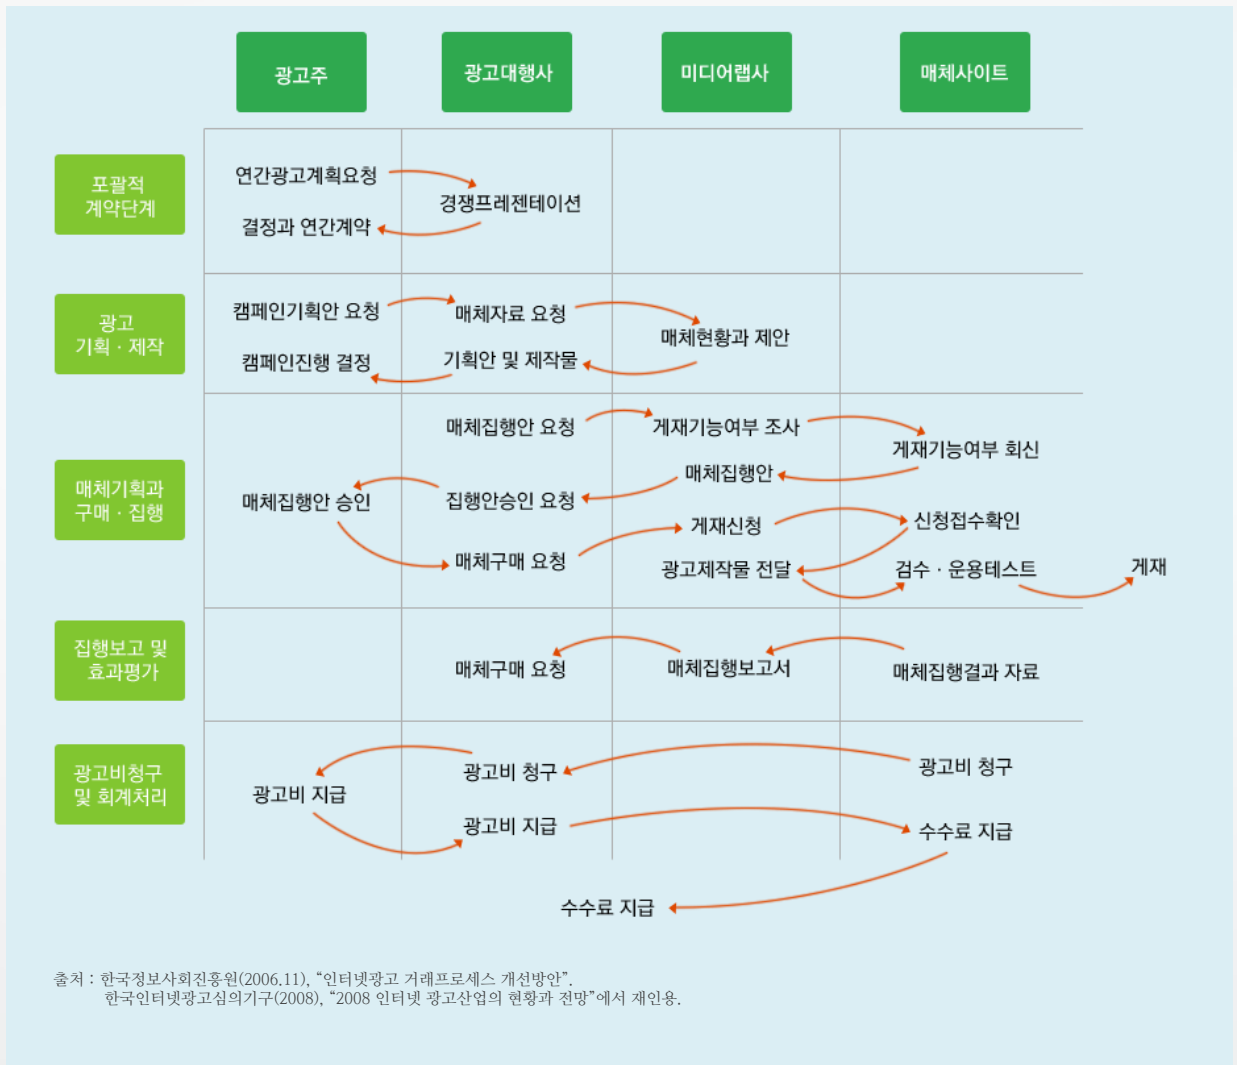 광고주
광고대행사
미디어랩사
매체사이트
포괄적
계약단계
연간광고계획요청
경쟁프레젠테이션
결정과 연간계약
광고
기획 · 제작
캠페인기획안 요청
매체자료 요청
매체현황과 제안
기획안 및 제작물
캠페인진행 결정
매체기획과
구매 · 집행
매체집행안 요청
게재기능여부 조사
게재기능여부 회신
매체집행안
집행안승인 요청
매체집행안 승인
매체구매 요청
게재신청
신청접수확인
광고제작물 전달
검수 · 운용테스트
게재
집행보고 및
효과평가
매체구매 요청
매체집행보고서
매체집행결과 자료
광고비청구
및 회계처리
광고비 청구
광고비 청구
광고비 지급
광고비 지급
수수료 지급
수수료 지급
출처 : 한국정보사회진흥원(2006.11), “인터넷광고 거래프로세스 개선방안”.
한국인터넷광고심의기구(2008), “2008 인터넷 광고산업의 현황과 전망”에서 재인용.